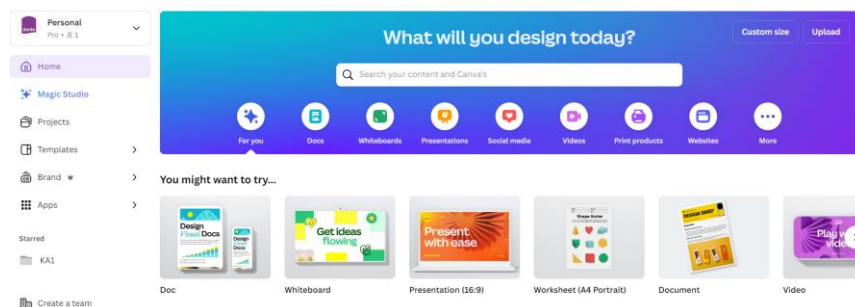 Personal
Pro • 1
Home
Magic Studio
Projects
Templates
Brand
Apps
Starred
KA1
Create a team
What will you design today?
Custom size
Upload
Search your content and Canva's
For you
Docs
Whiteboards
Presentations
Social media
Videos
Print products
Websites
More
You might want to try...
Design
Visual Docs
Design
Get ideas
flowing
Present
with ease
Shape Sorter
DESIGN BRIEF
Play w
video
Doc
Whiteboard
Presentation (16:9)
Worksheet (A4 Portrait)
Document
Video